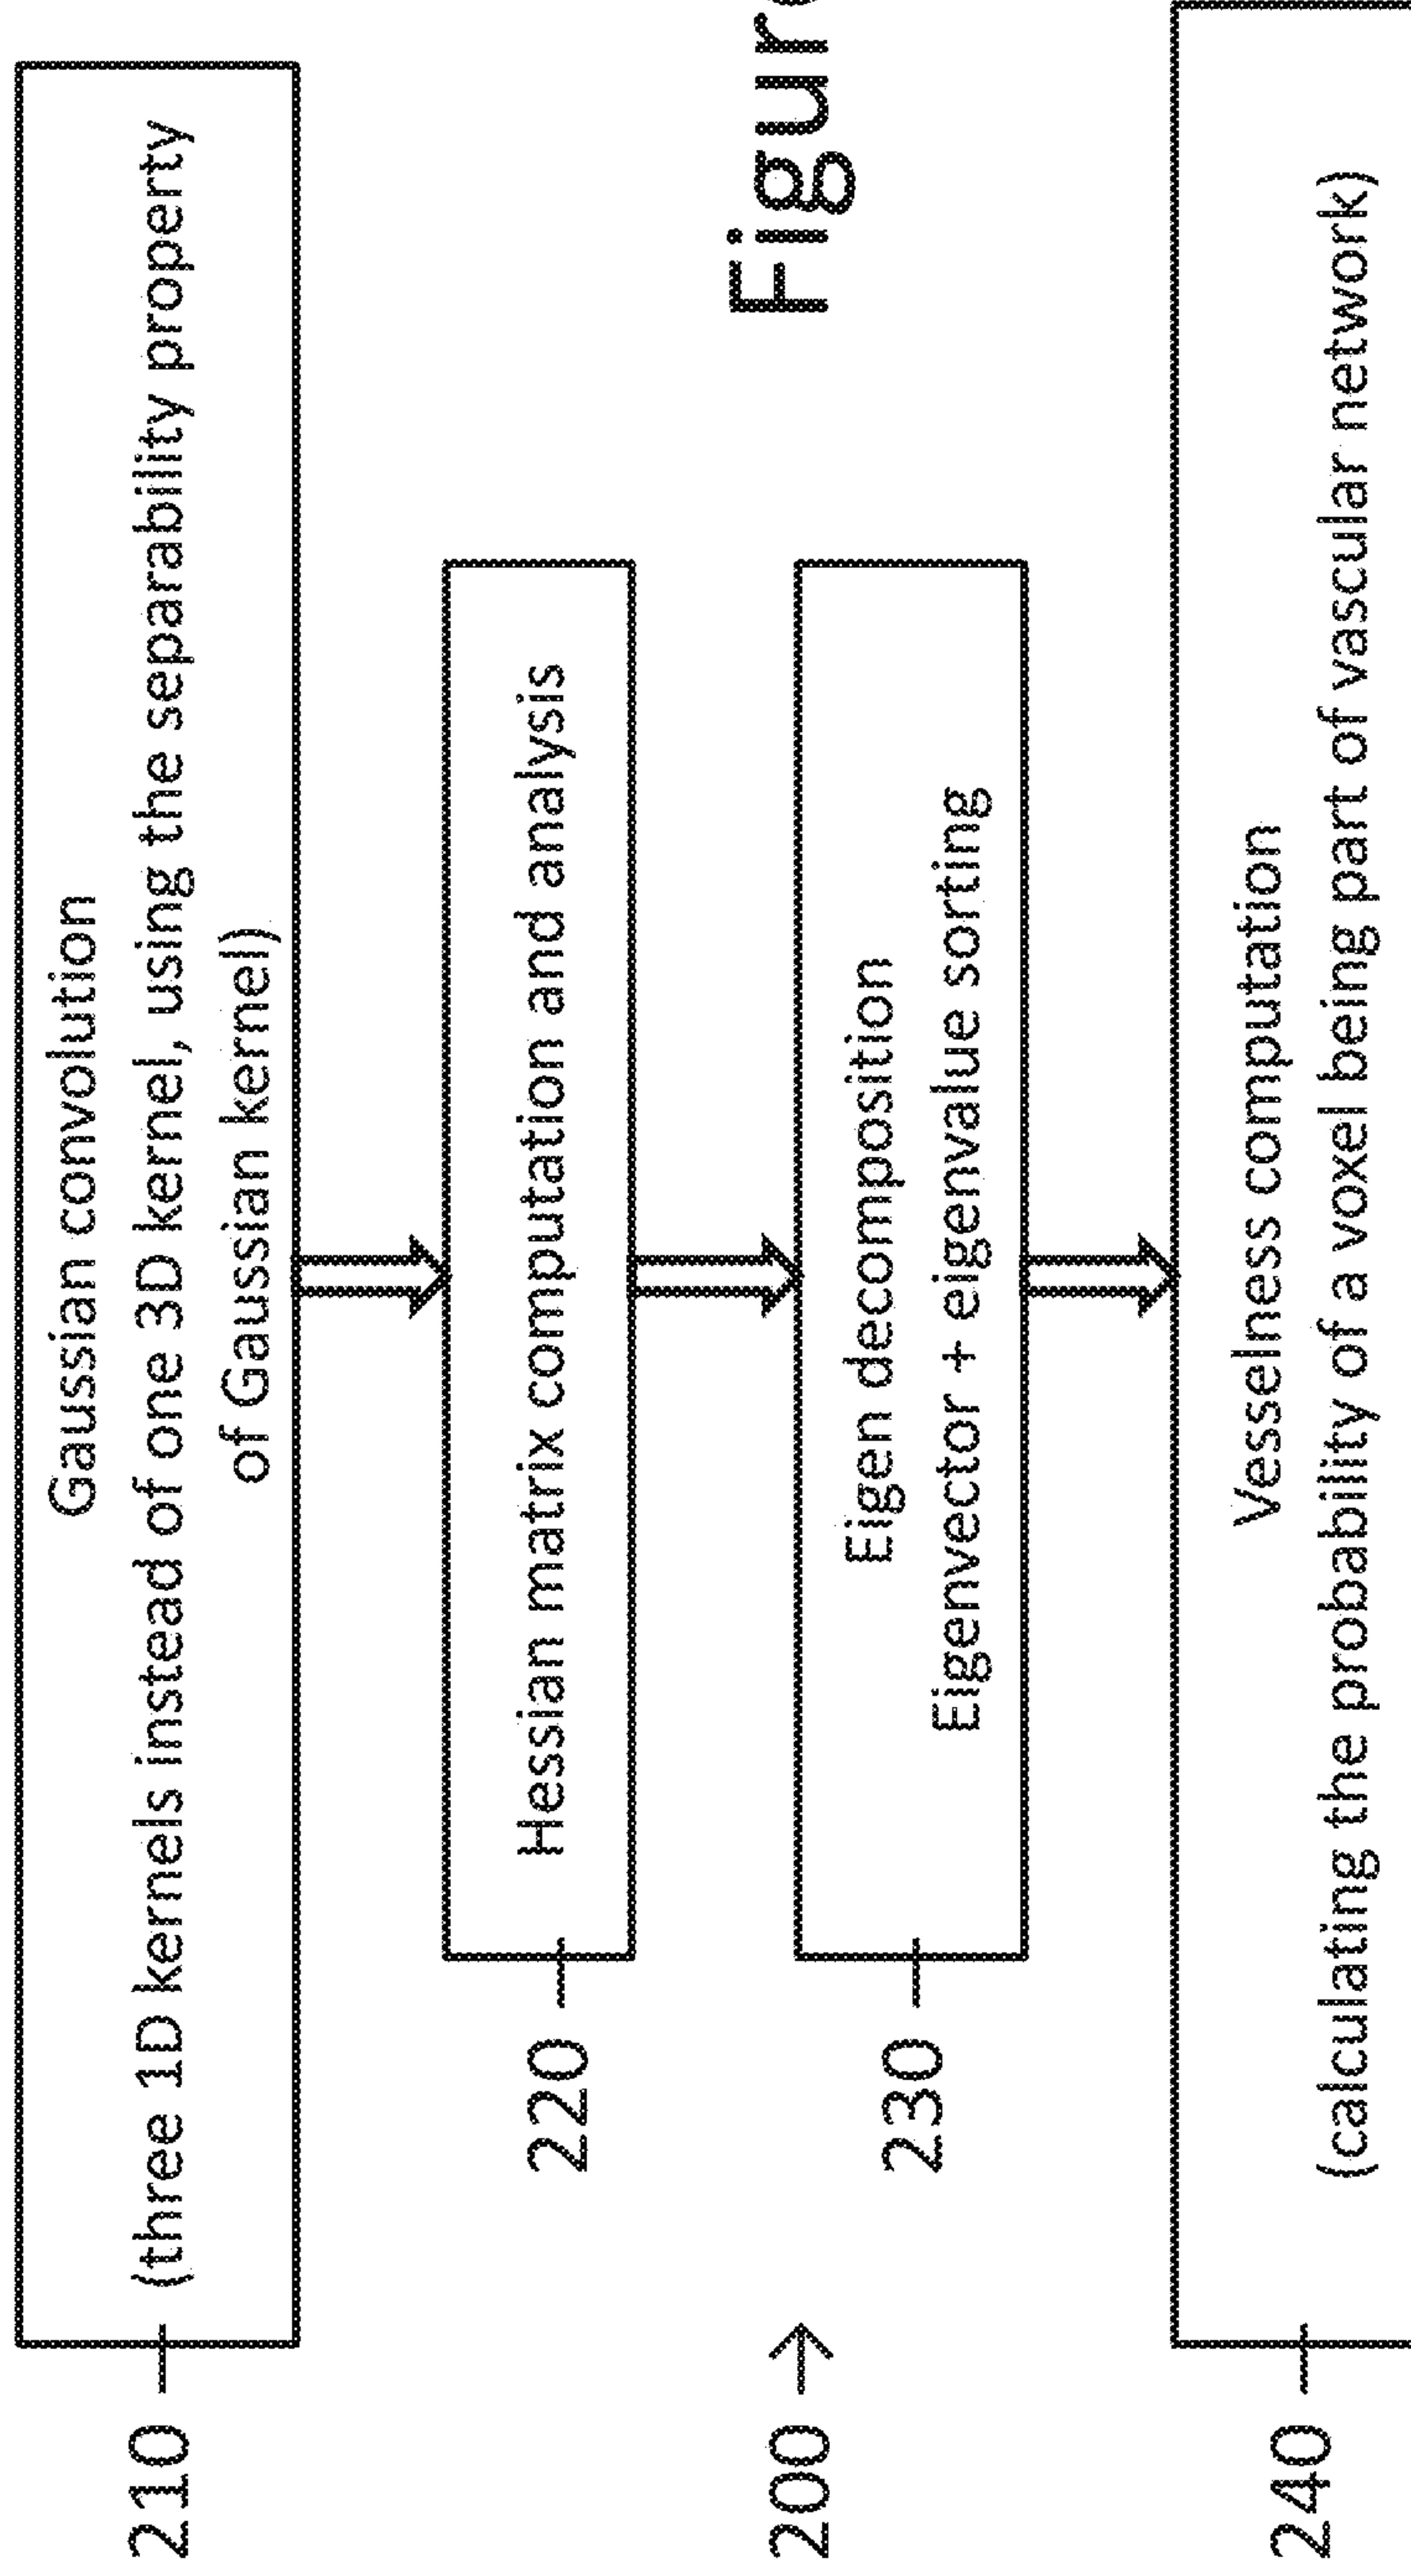 210
Gaussian convolution
(three 1D kernels instead of one 3D kernel, using the separability property
of Gaussian kernel)
220
Hessian matrix computation and analysis
200
230
Eigen decomposition
Eigenvector + eigenvalue sorting
Figure
240
Vesselness computation
(calculating the probability of a voxel being part of vascular network)